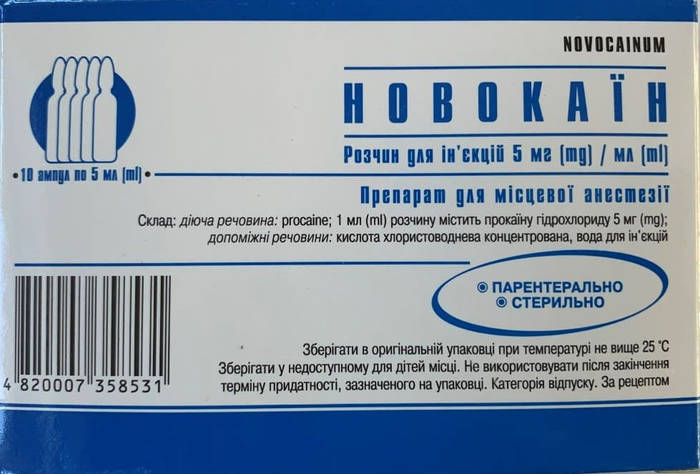 NOVOCAINUM
НОВОКАЇН
Розчин для ін'єкцій 5 мг (mg) / мл (ml)
• 10 ампул по 5 мл (ml) •
Препарат для місцевої анестезії
Склад: діюча речовина: procaine; 1 мл (ml) розчину містить прокаїну гідрохлориду 5 мг (mg);
допоміжні речовини: кислота хлористоводнева концентрована, вода для ін'єкцій
ПАРЕНТЕРАЛЬНО
СТЕРИЛЬНО
Зберігати в оригінальній упаковці при температурі не вище 25 °С
Зберігати у недоступному для дітей місці. Не використовувати після закінчення
терміну придатності, зазначеного на упаковці. Категорія відпуску. За рецептом
4 820007 358531